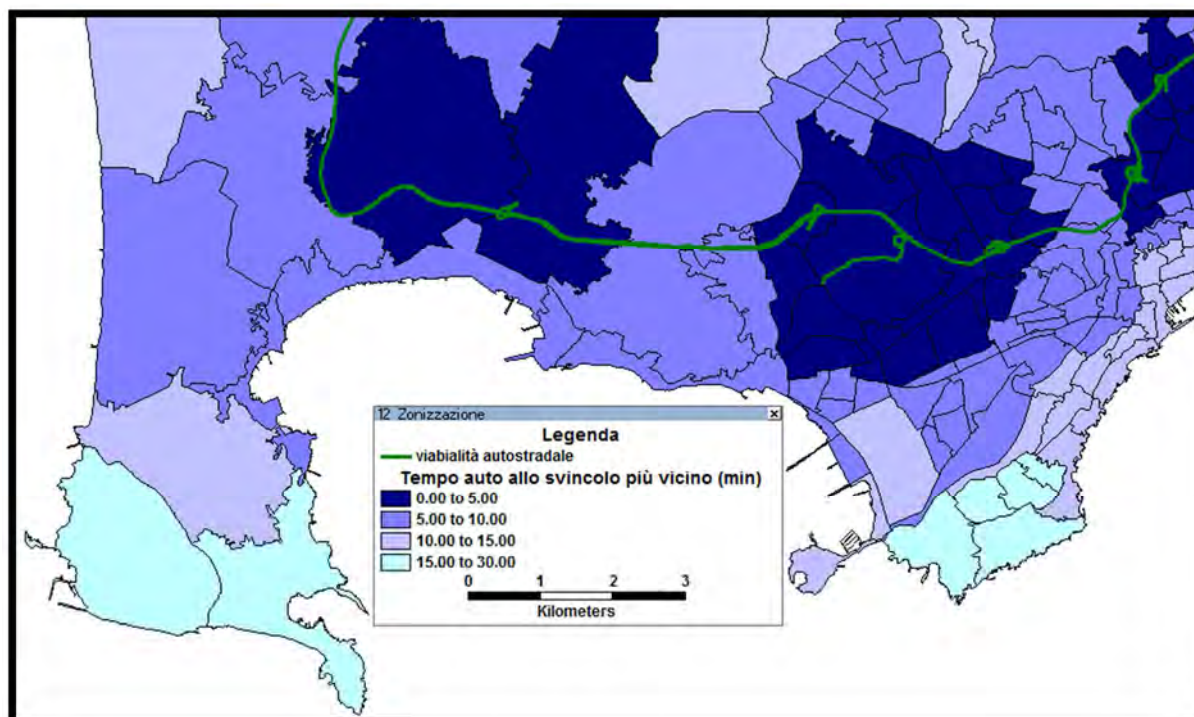 12 Zonizzazione
Legenda
viabialità autostradale
Tempo auto allo svincolo più vicino (min)
0.00 to 5.00
5.00 to 10.00
10.00 to 15.00
15.00 to 30.00
0 1 2 3
Kilometers